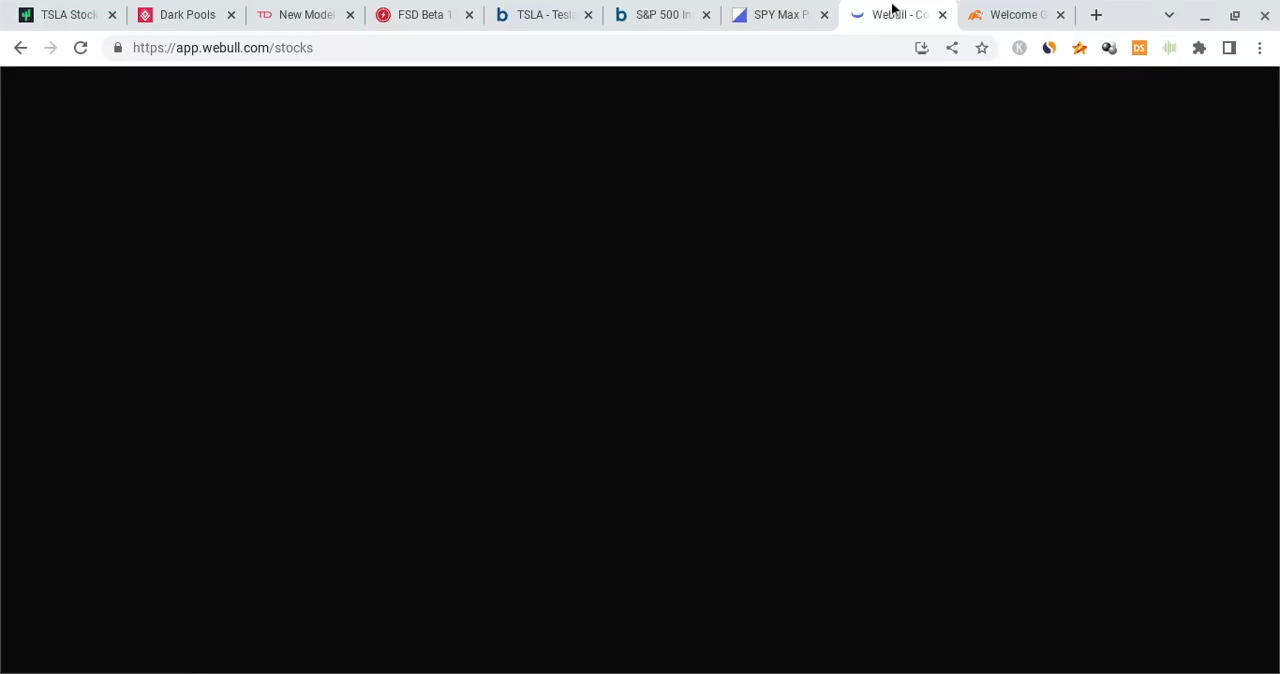 TSLA Stock
Dark Pools
New Model
FSD Beta 1
TSLA - Tesla
S&P 500 In
SPY Max P
Webull - Co
Welcome G
https://app.webull.com/stocks
K
DS